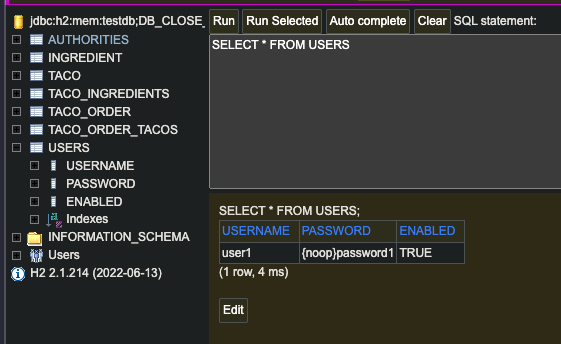 jdbc:h2:mem:testdb;DB_CLOSE_
AUTHORITIES
INGREDIENT
TACO
TACO_INGREDIENTS
TACO_ORDER
TACO_ORDER_TACOS
USERS
USERNAME
PASSWORD
ENABLED
Indexes
INFORMATION_SCHEMA
Users
H2 2.1.214 (2022-06-13)
Run Run Selected Auto complete Clear SQL statement:
SELECT * FROM USERS
SELECT * FROM USERS;
USERNAME PASSWORD ENABLED
user1 {noop}password1 TRUE
(1 row, 4 ms)
Edit